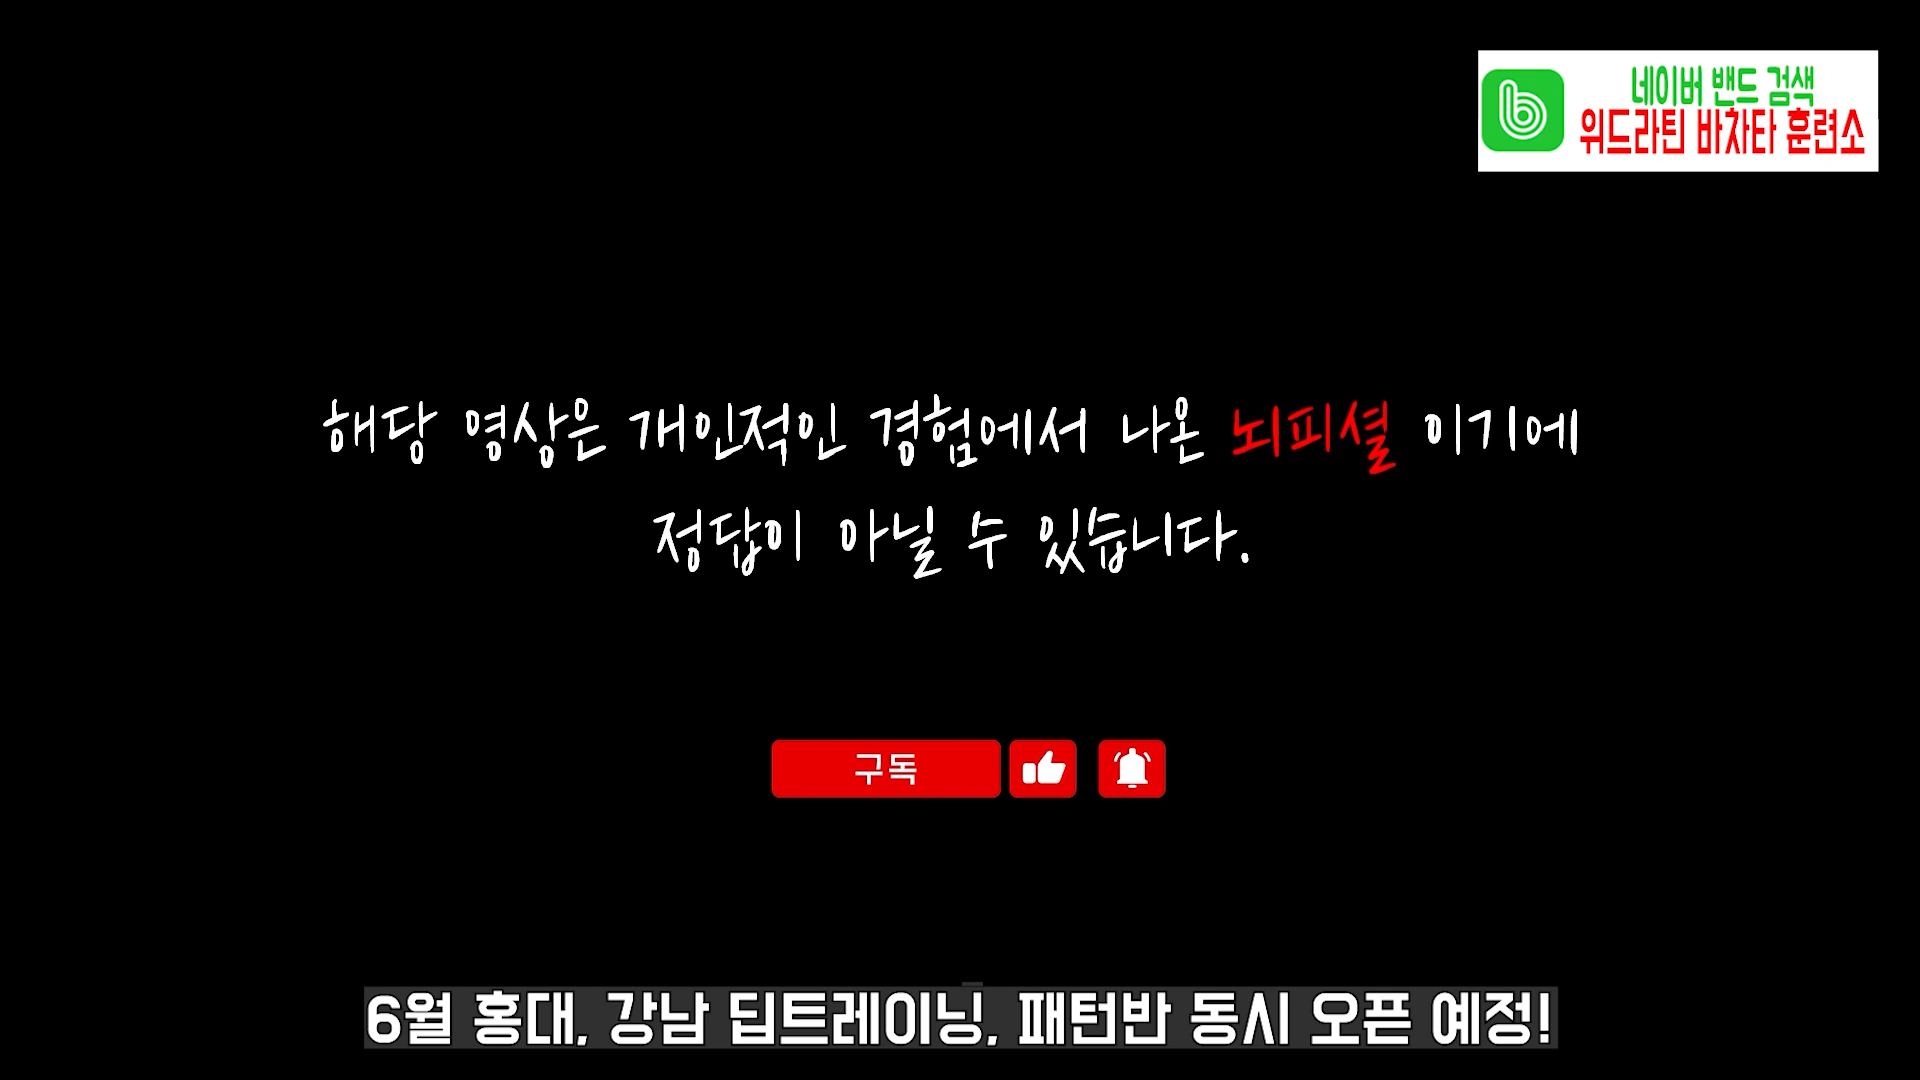 네이버 밴드 검색
위드라틴 바차타 훈련소
해당 영상은 개인적인 경험에서 나온 뇌피셜 이기에
정답이 아닐 수 있습니다.
구독
6월 홍대, 강남 딥트레이닝, 패턴반 동시 오픈 예정!